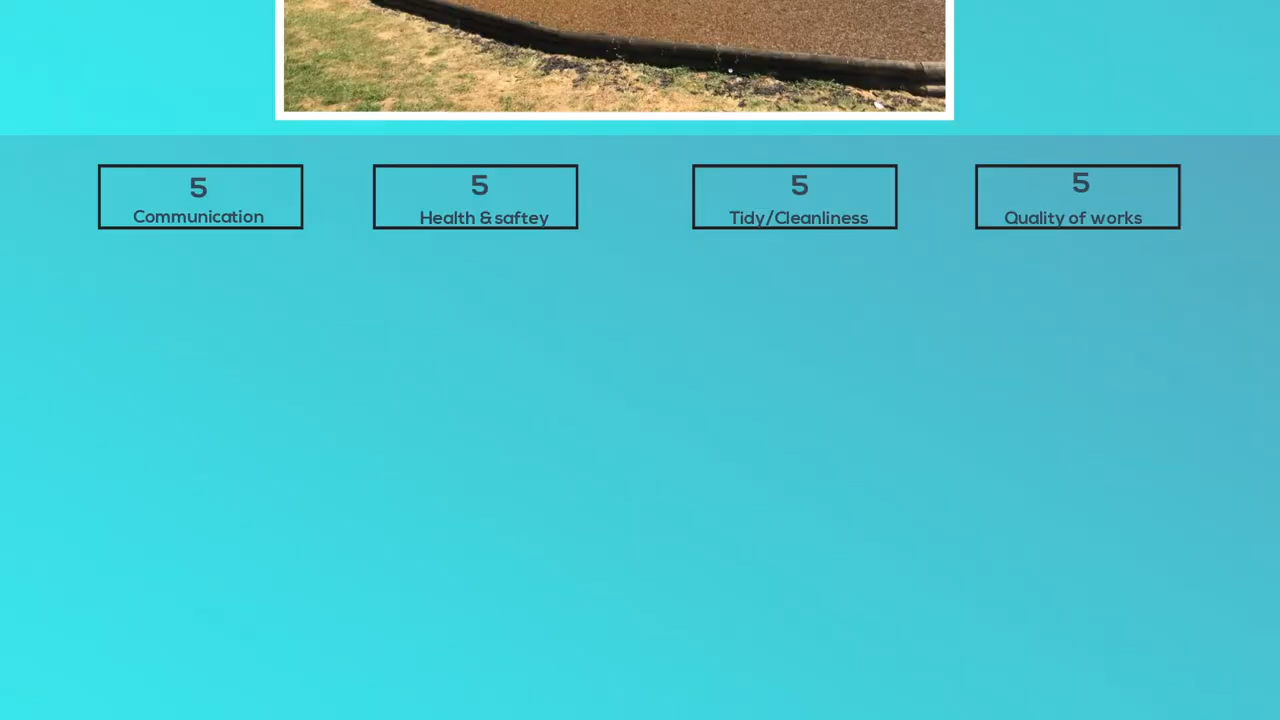 5
Communication
5
Health & saftey
5
Tidy/Cleanliness
5
Quality of works